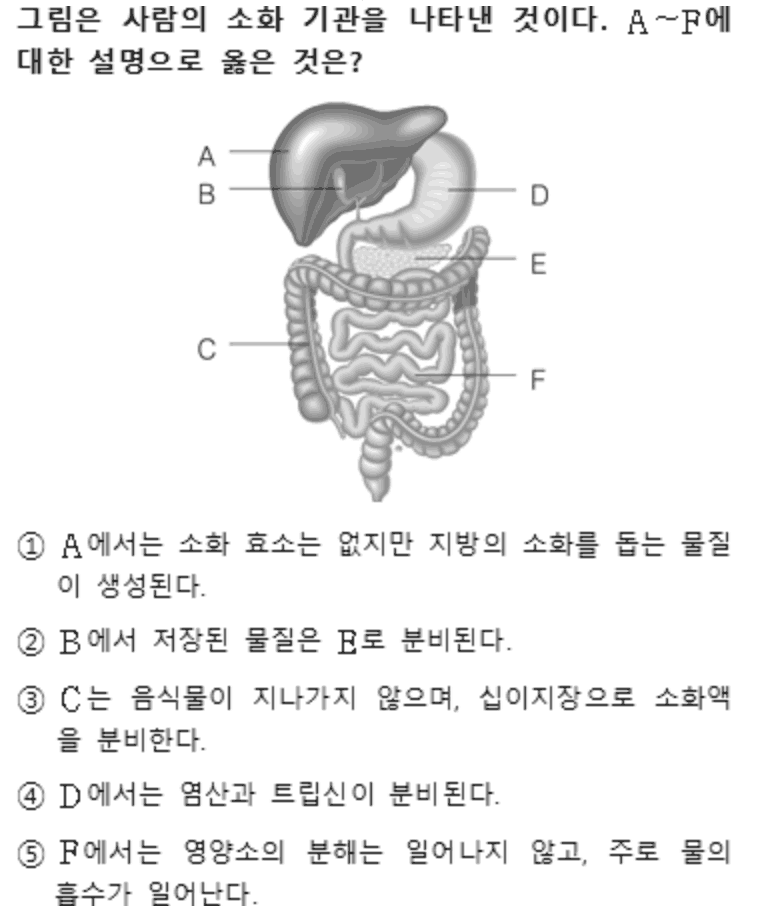 그림은 사람의 소화 기관을 나타낸 것이다. A~F에
대한 설명으로 옳은 것은?
A
B
D
E
C
F
① A에서는 소화 효소는 없지만 지방의 소화를 돕는 물질
이 생성된다.
② B에서 저장된 물질은 E로 분비된다.
③ C는 음식물이 지나가지 않으며, 십이지장으로 소화액
을 분비한다.
④ D에서는 염산과 트립신이 분비된다.
⑤ F에서는 영양소의 분해는 일어나지 않고, 주로 물의
흡수가 일어난다.